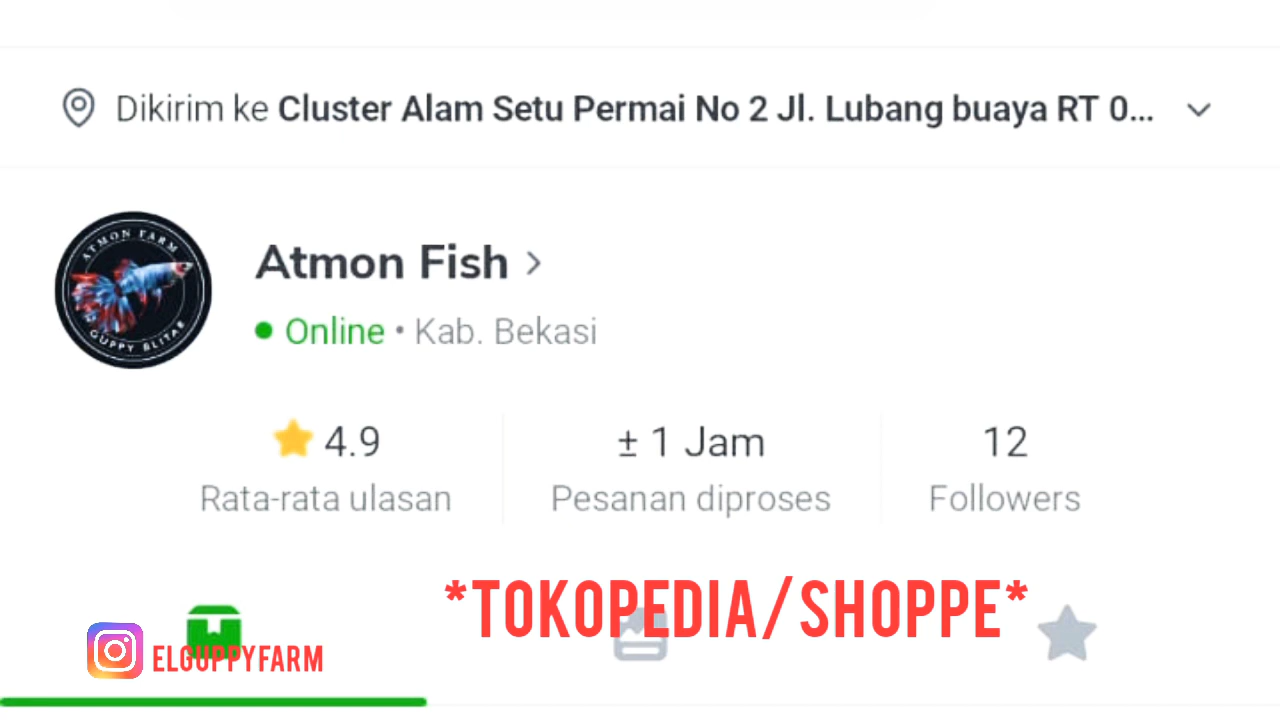 Dikirim ke Cluster Alam Setu Permai No 2 Jl. Lubang buaya RT 0...
ATMON FARM
GUPPY BLITAR
Atmon Fish
Online • Kab. Bekasi
4.9
Rata-rata ulasan
± 1 Jam
Pesanan diproses
12
Followers
*TOKOPEDIA/SHOPPE*
ELGUPPYFARM